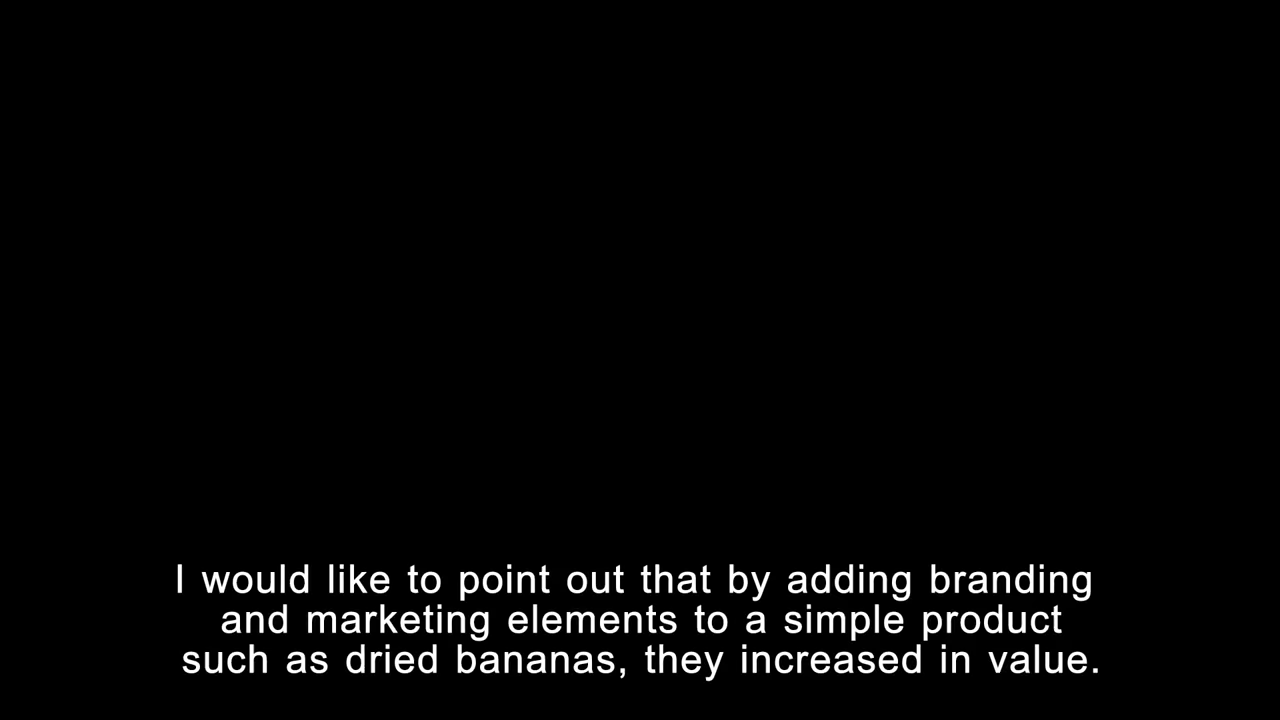 I would like to point out that by adding branding
and marketing elements to a simple product
such as dried bananas, they increased in value.